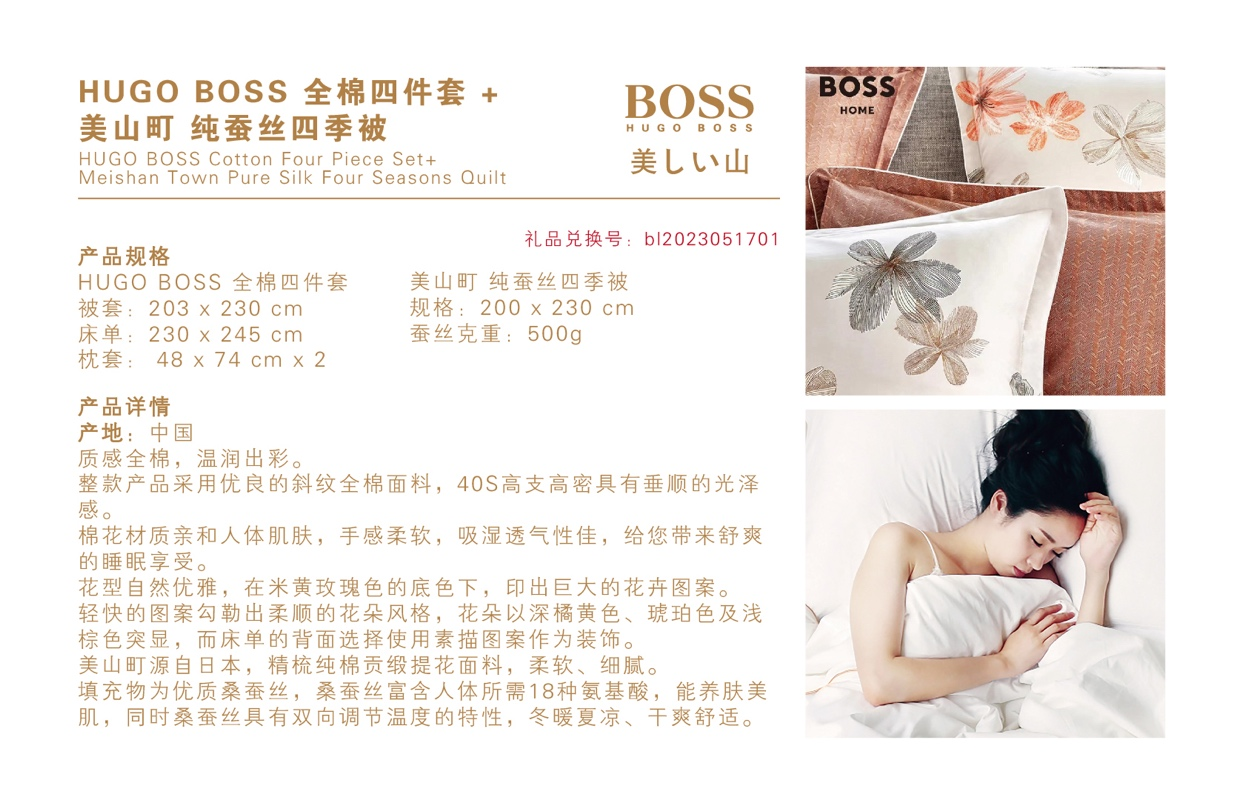 HUGO BOSS 全棉四件套 +
美山町 纯蚕丝四季被
HUGO BOSS Cotton Four Piece Set+
Meishan Town Pure Silk Four Seasons Quilt
BOSS
HUGO BOSS
美しい山
礼品兑换号：bl2023051701
产品规格
HUGO BOSS 全棉四件套
被套：203 x 230 cm
床单：230 x 245 cm
枕套： 48 x 74 cm x 2
美山町 纯蚕丝四季被
规格：200 x 230 cm
蚕丝克重：500g
产品详情
产地：中国
质感全棉，温润出彩。
整款产品采用优良的斜纹全棉面料，40S高支高密具有垂顺的光泽
感。
棉花材质亲和人体肌肤，手感柔软，吸湿透气性佳，给您带来舒爽
的睡眠享受。
花型自然优雅，在米黄玫瑰色的底色下，印出巨大的花卉图案。
轻快的图案勾勒出柔顺的花朵风格，花朵以深橘黄色、琥珀色及浅
棕色突显，而床单的背面选择使用素描图案作为装饰。
美山町源自日本，精梳纯棉贡缎提花面料，柔软、细腻。
填充物为优质桑蚕丝，桑蚕丝富含人体所需18种氨基酸，能养肤美
肌，同时桑蚕丝具有双向调节温度的特性，冬暖夏凉、干爽舒适。
BOSS
HOME